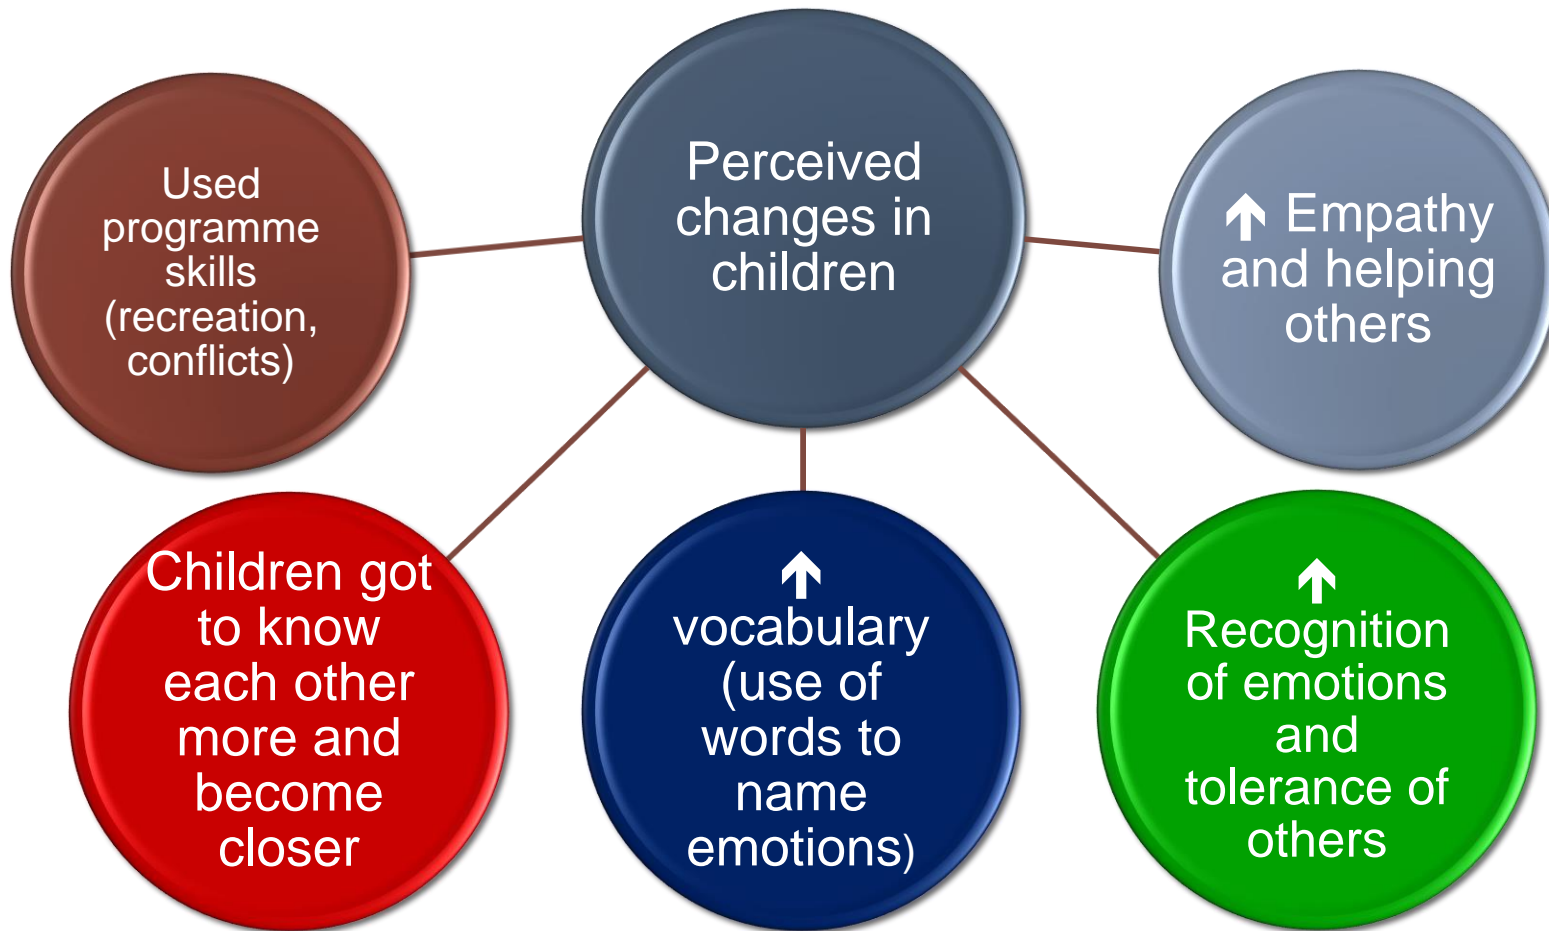 Perceived
changes in
children
Used
programme
skills
(recreation,
conflicts)
↑ Empathy
and helping
others
Children got
to know
each other
more and
become
closer
↑
vocabulary
(use of
words to
name
emotions)
↑
Recognition
of emotions
and
tolerance of
others